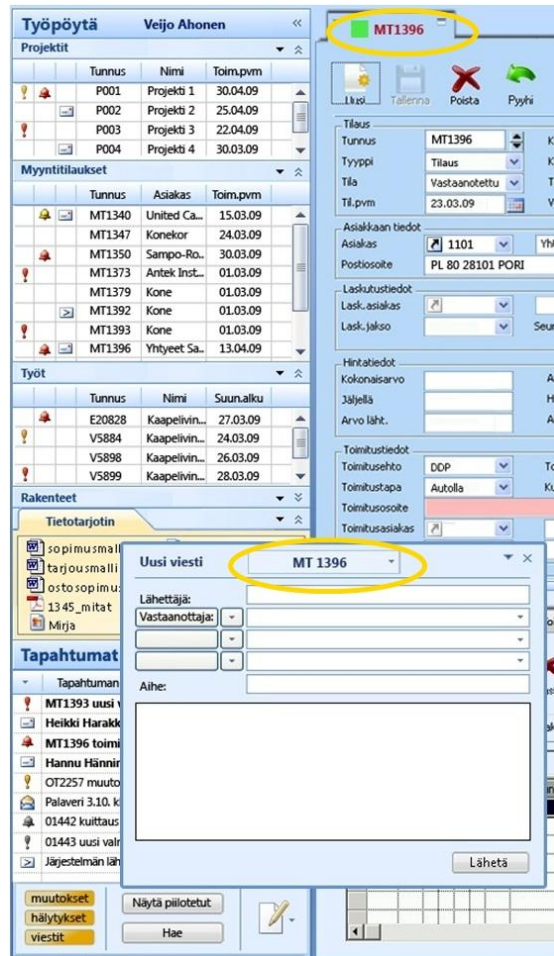 Työpöytä Veijo Ahonen «
Projektit
Tunnus Nimi Toim.pvm
P001 Projekti 1 30.04.09
P002 Projekti 2 25.04.09
P003 Projekti 3 22.04.09
P004 Projekti 4 30.03.09
Myyntitilaukset
Tunnus Asiakas Toim.pvm
MT1340 United Ca... 15.03.09
MT1347 Konekor 24.03.09
MT1350 Sampo-Ro.. 30.03.09
MT1373 Antek Inst... 01.03.09
MT1379 Kone 01.03.09
MT1392 Kone 01.03.09
MT1393 Kone 01.03.09
MT1396 Yhtyeet Sa.. 13.04.09
Työt
Tunnus Nimi Suun.alku
E20828 Kaapelivin... 27.03.09
V5884 Kaapelivin... 24.03.09
V5898 Kaapelivin... 26.03.09
V5899 Kaapelivin... 28.03.09
Rakenteet
Tietotarjotin
sopimusmall
tarjousmalli
ostosopimu
1345_mitat
Mirja
Tapahtumat
Tapahtuman
MT1393 uusi
Heikki Harakk
MT1396 toimi
Hannu Hännin
OT2257 muuto
Palaveri 3.10. k
01442 kuittaus
01443 uusi valr
Järjestelmän läh
muutokset
hälytykset
viestit
Näytä piilotetut
Hae
MT1396
Uusi Tallenna Poista Pyyhi
Tilaus
Tunnus MT1396 K
Tyyppi Tilaus K
Tila Vastaanotettu T
Til.pvm 23.03.09 V
Asiakkaan tiedot
Asiakas 1101 Yh
Postiosoite PL 80 28101 PORI
Laskutustiedot
Lask.asiakas
Lask.jakso Seur
Hintatiedot
Kokonaisarvo A
Jäljellä H
Arvo läht. A
Toimitustiedot
Toimitusehto DDP To
Toimitustapa Autolla Ku
Toimitusosoite
Toimitusasiakas
Uusi viesti MT 1396 ×
Lähettäjä:
Vastaanottaja:
Aihe:
Lähetä